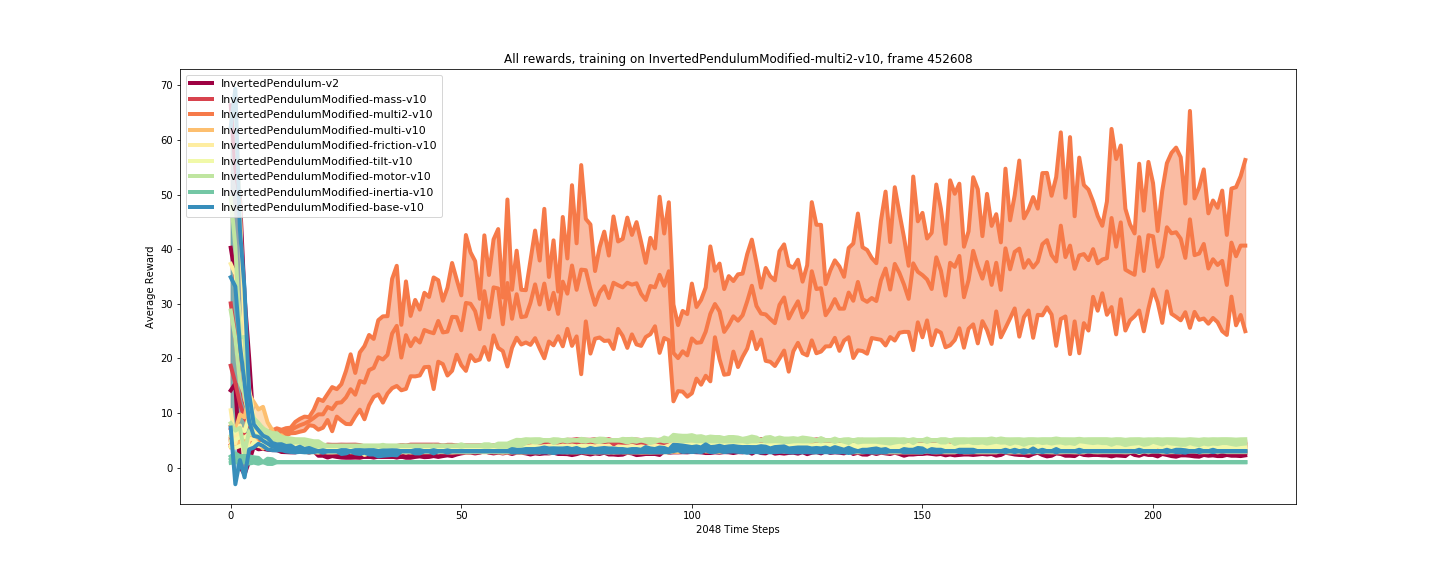 All rewards, training on InvertedPendulumModified-multi2-v10, frame 452608
InvertedPendulum-v2
InvertedPendulumModified-mass-v10
InvertedPendulumModified-multi2-v10
InvertedPendulumModified-multi-v10
InvertedPendulumModified-friction-v10
InvertedPendulumModified-tilt-v10
InvertedPendulumModified-motor-v10
InvertedPendulumModified-inertia-v10
InvertedPendulumModified-base-v10
Average Reward
70
60
50
40
30
20
10
0
0 50 100 150 200
2048 Time Steps